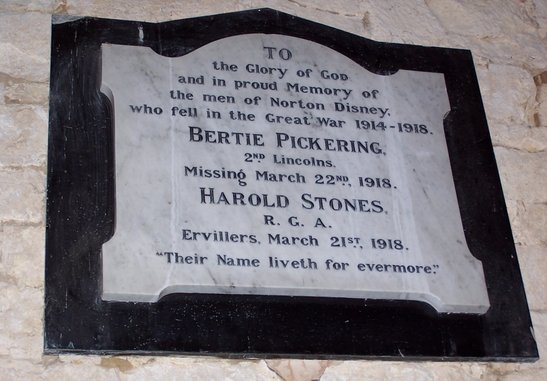 TO
the Glory of God
and in proud Memory of
the men of Norton Disney,
who fell in the Great War 1914-1918.
BERTIE PICKERING,
2ND. Lincolns.
Missing March 22ND., 1918.
HAROLD STONES,
R. G. A.
Ervillers, March 21ST., 1918.
"Their Name liveth for evermore."